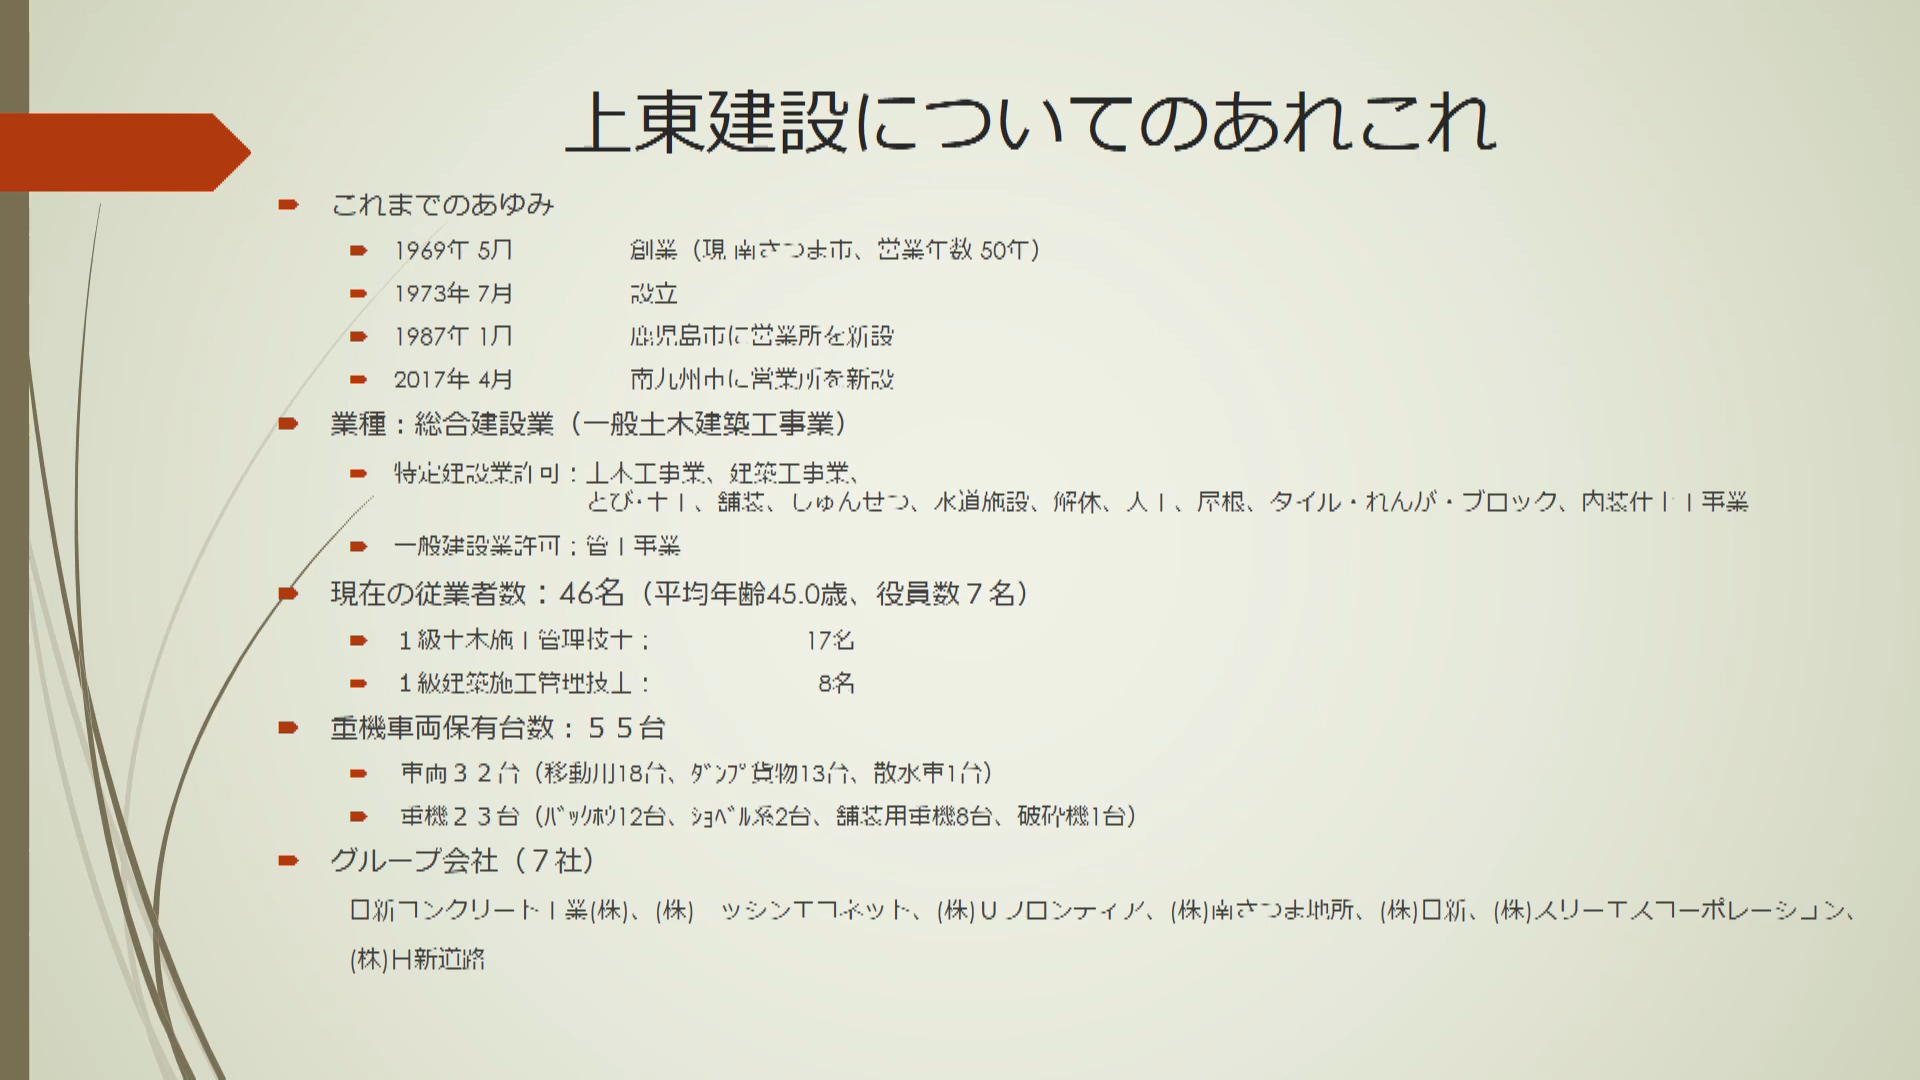 上東建設についてのあれこれ
これまでのあゆみ
1969年 5月 創業（現 南さつま市、営業年数 50年）
1973年 7月 設立
1987年 1月 鹿児島市に営業所を新設
2017年 4月 南九州市に営業所を新設
業種：総合建設業（一般土木建築工事業）
特定建設業許可：土木工事業、建築工事業、
とび･土工、舗装、しゅんせつ、水道施設、解体、大工、屋根、タイル・れんが・ブロック、内装仕上工事業
一般建設業許可：管工事業
現在の従業者数：46名（平均年齢45.0歳、役員数７名）
１級土木施工管理技士： 17名
１級建築施工管理技士： 8名
重機車両保有台数：５５台
車両３２台（移動用18台、ﾀﾞﾝﾌﾟ貨物13台、散水車1台）
重機２３台（ﾊﾞｯｸﾎｳ12台、ｼｮﾍﾞﾙ系2台、舗装用重機8台、破砕機1台）
グループ会社（７社）
日新コンクリート工業(株)、(株)ニッシンエコネット、(株)Ｕフロンティア、(株)南さつま地所、(株)日新、(株)スリーエスコーポレーション、
(株)日新道路